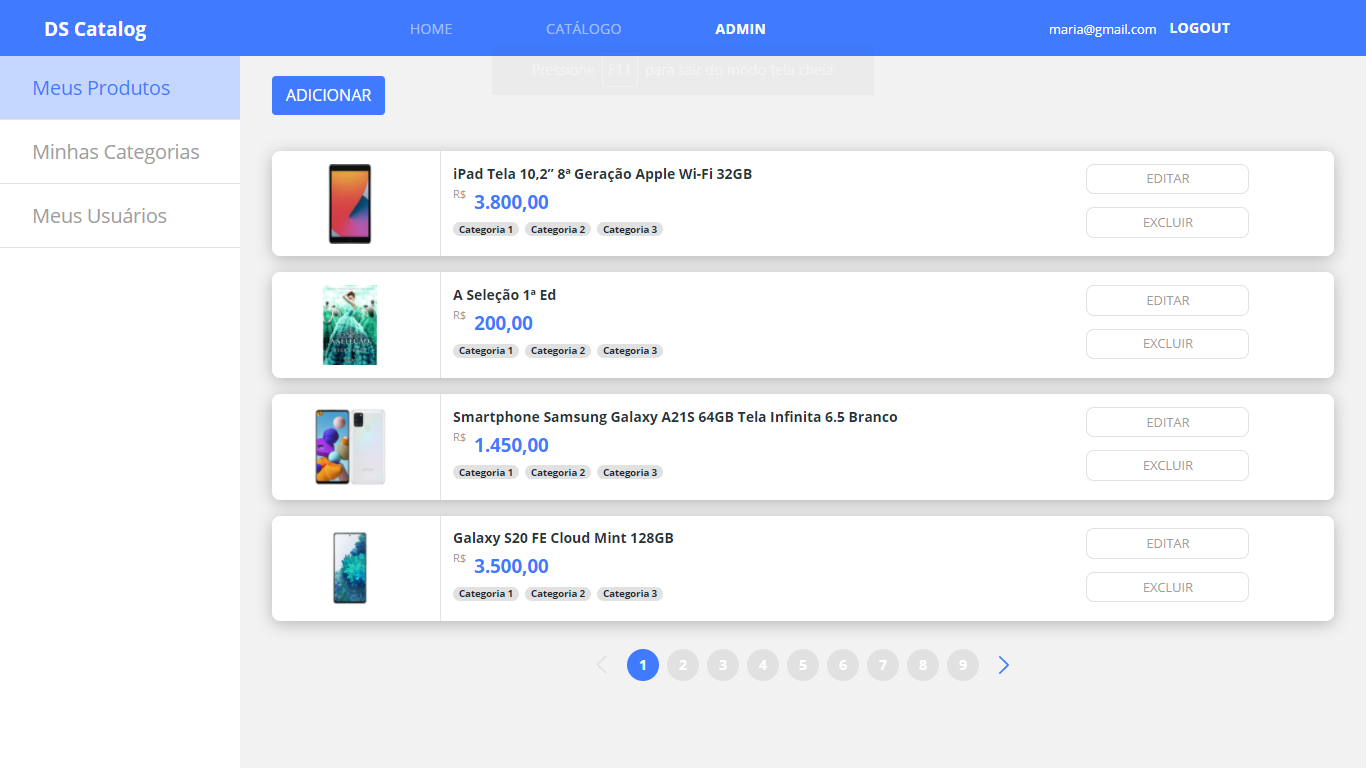 DS Catalog HOME CATÁLOGO ADMIN maria@gmail.com LOGOUT
Pressione F11 para sair do modo tela cheia
Meus Produtos
Minhas Categorias
Meus Usuários
ADICIONAR
iPad Tela 10,2” 8ª Geração Apple Wi-Fi 32GB
R$ 3.800,00
Categoria 1 Categoria 2 Categoria 3
EDITAR
EXCLUIR
A SELEÇÃO
A Seleção 1ª Ed
R$ 200,00
Categoria 1 Categoria 2 Categoria 3
EDITAR
EXCLUIR
Smartphone Samsung Galaxy A21S 64GB Tela Infinita 6.5 Branco
R$ 1.450,00
Categoria 1 Categoria 2 Categoria 3
EDITAR
EXCLUIR
Galaxy S20 FE Cloud Mint 128GB
R$ 3.500,00
Categoria 1 Categoria 2 Categoria 3
EDITAR
EXCLUIR
1 2 3 4 5 6 7 8 9